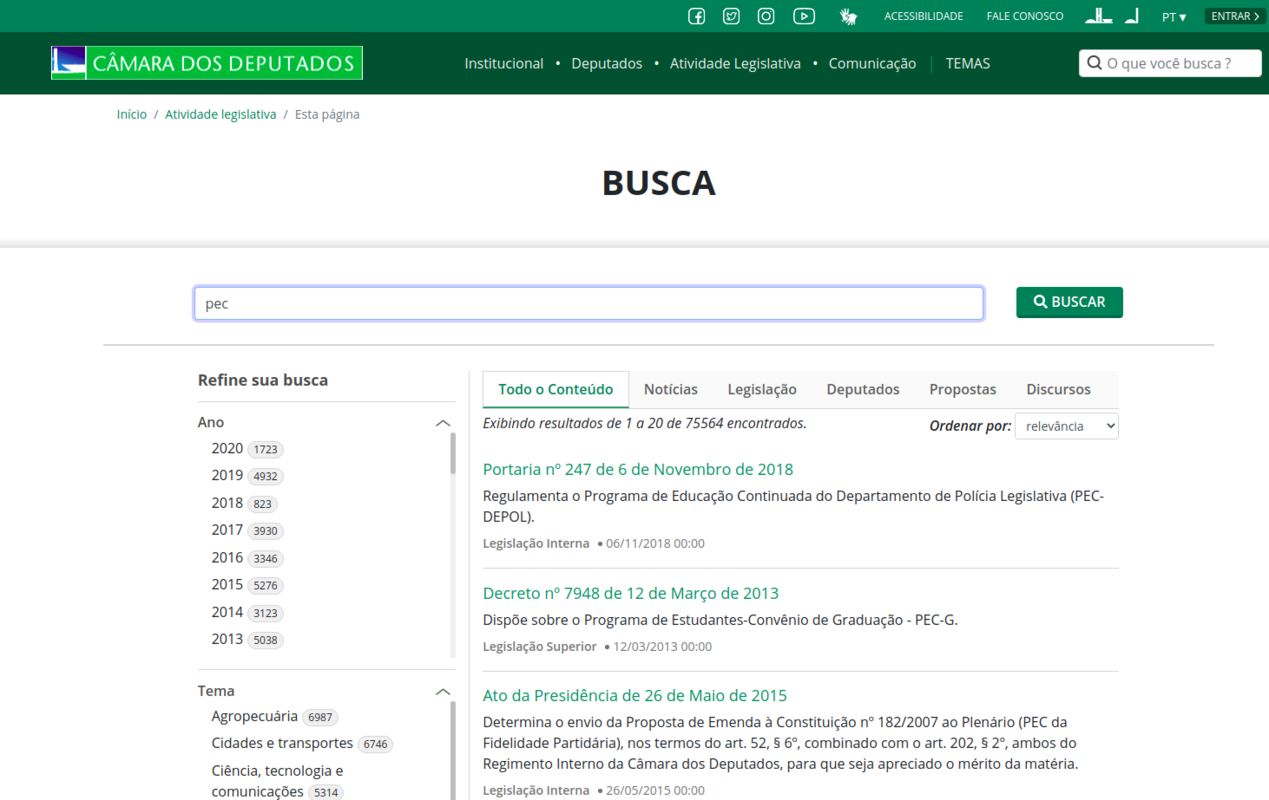 ACESSIBILIDADE FALE CONOSCO PT ▾ ENTRAR
CÂMARA DOS DEPUTADOS Institucional • Deputados • Atividade Legislativa • Comunicação | TEMAS O que você busca ?
Início / Atividade legislativa / Esta página
BUSCA
pec BUSCAR
Refine sua busca
Ano
2020 1723
2019 4932
2018 823
2017 3930
2016 3346
2015 5276
2014 3123
2013 5038
Tema
Agropecuária 6987
Cidades e transportes 6746
Ciência, tecnologia e
comunicações 5314
Todo o Conteúdo Notícias Legislação Deputados Propostas Discursos
Exibindo resultados de 1 a 20 de 75564 encontrados. Ordenar por: relevância
Portaria nº 247 de 6 de Novembro de 2018
Regulamenta o Programa de Educação Continuada do Departamento de Polícia Legislativa (PEC-
DEPOL).
Legislação Interna • 06/11/2018 00:00
Decreto nº 7948 de 12 de Março de 2013
Dispõe sobre o Programa de Estudantes-Convênio de Graduação - PEC-G.
Legislação Superior • 12/03/2013 00:00
Ato da Presidência de 26 de Maio de 2015
Determina o envio da Proposta de Emenda à Constituição nº 182/2007 ao Plenário (PEC da
Fidelidade Partidária), nos termos do art. 52, § 6º, combinado com o art. 202, § 2º, ambos do
Regimento Interno da Câmara dos Deputados, para que seja apreciado o mérito da matéria.
Legislação Interna • 26/05/2015 00:00